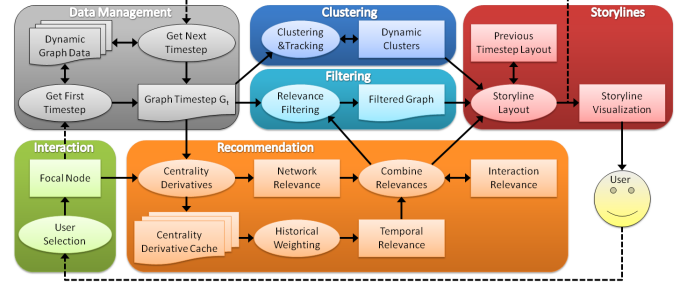 Data Management
Clustering
Storylines
Dynamic
Graph Data
Get Next
Timestep
Clustering
&Tracking
Dynamic
Clusters
Previous
Timestep Layout
Filtering
Get First
Timestep
Graph Timestep Gt
Relevance
Filtering
Filtered Graph
Storyline
Layout
Storyline
Visualization
Interaction
Recommendation
Focal Node
Centrality
Derivatives
Network
Relevance
Combine
Relevances
Interaction
Relevance
User
User
Selection
Centrality
Derivative Cache
Historical
Weighting
Temporal
Relevance